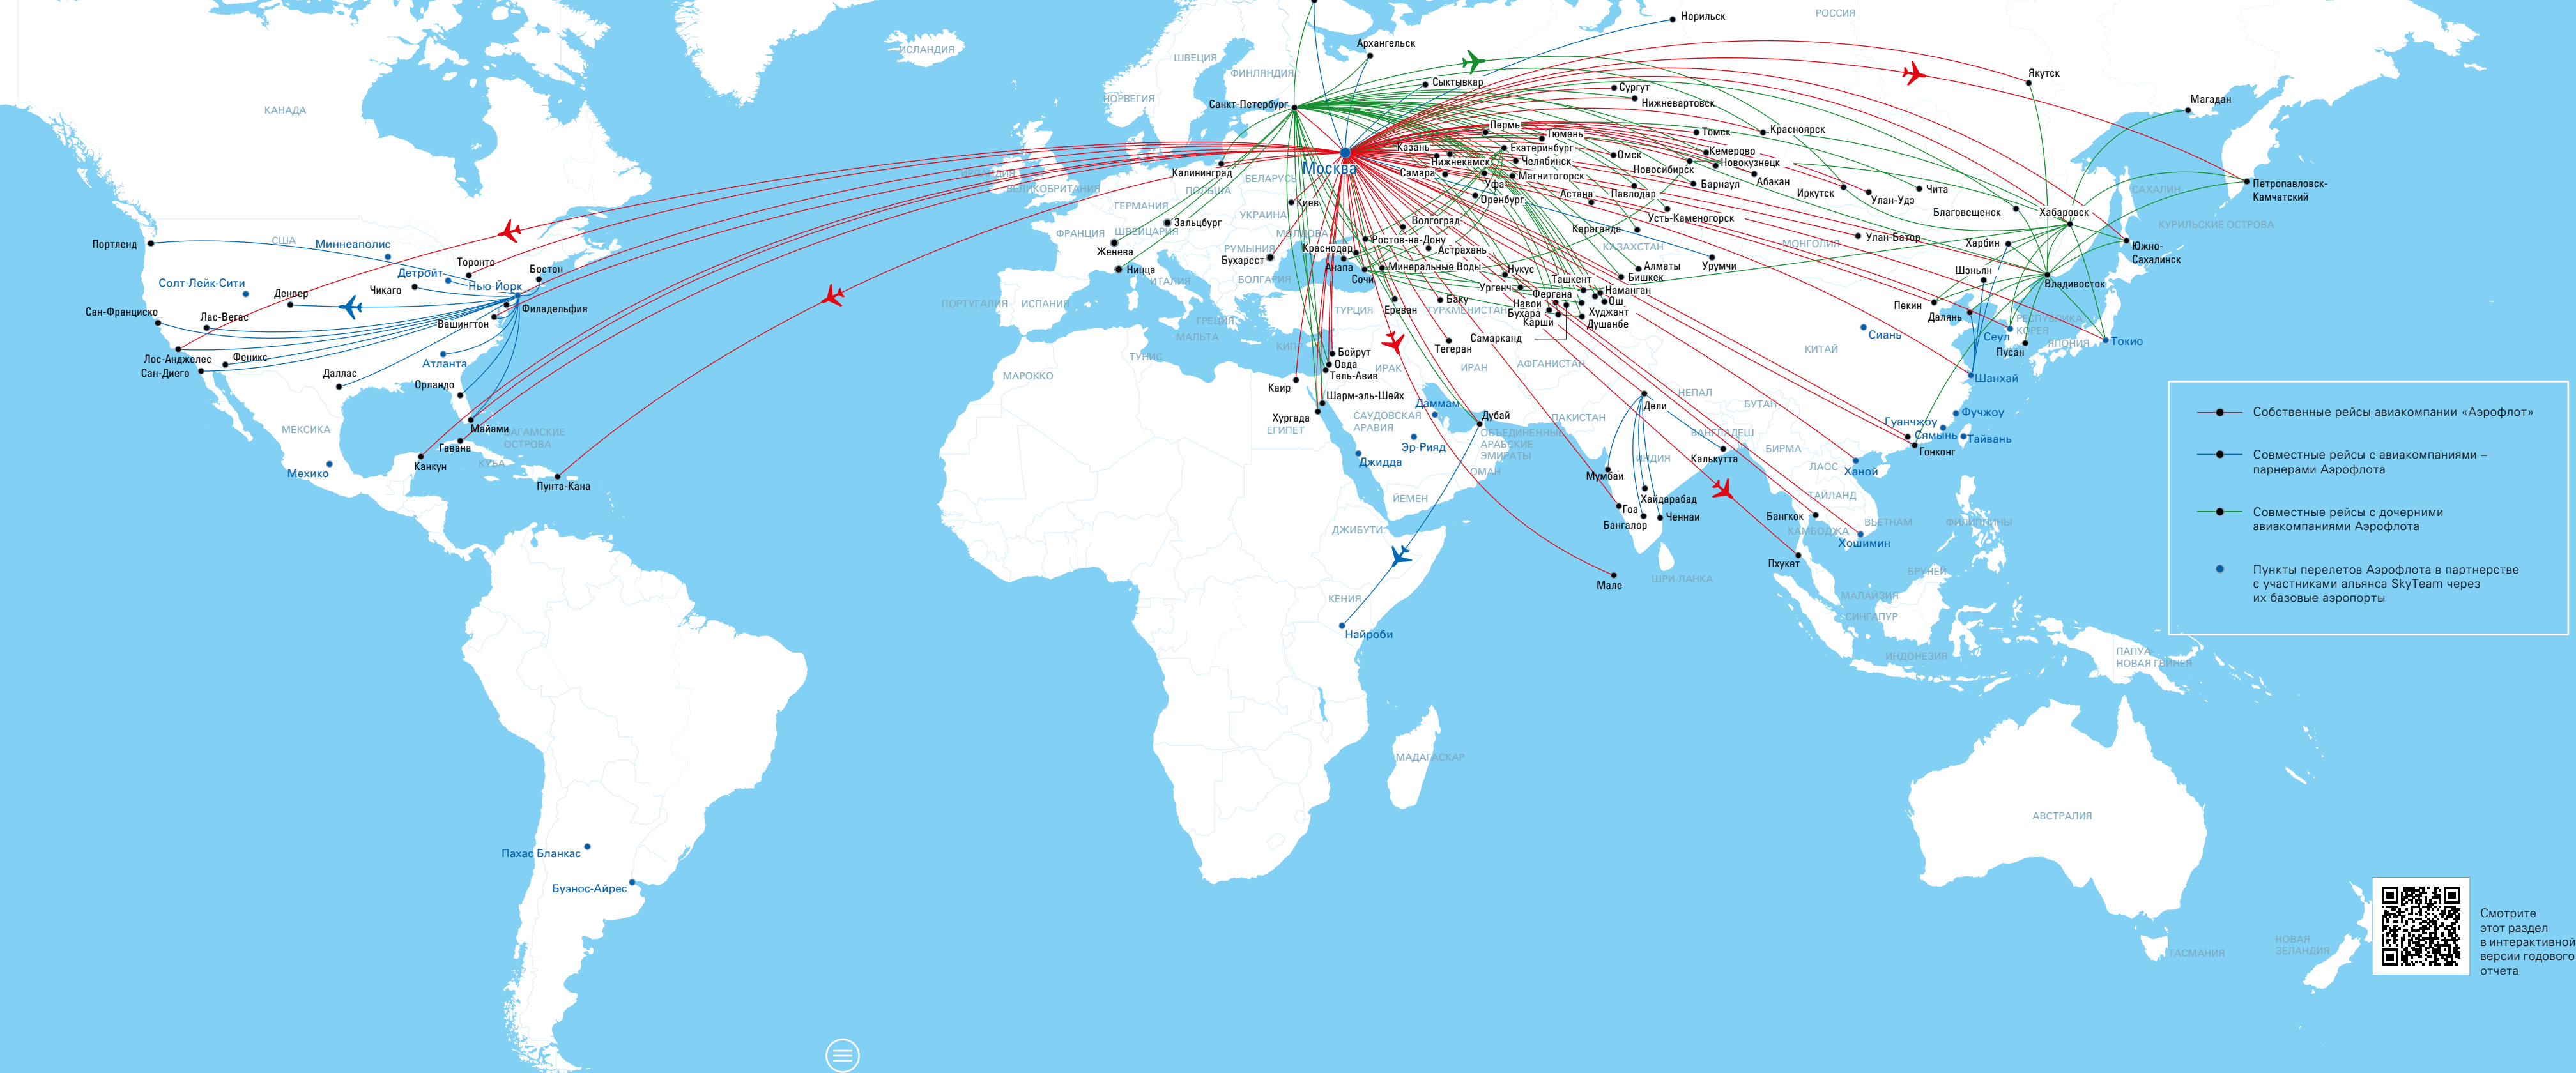 Норильск
РОССИЯ
Архангельск
ИСЛАНДИЯ
ШВЕЦИЯ
ФИНЛЯНДИЯ
Сыктывкар
Якутск
НОРВЕГИЯ
Санкт-Петербург
Сургут
Нижневартовск
Магадан
КАНАДА
Пермь
Тюмень
Томск
Красноярск
Казань
Екатеринбург
Кемерово
Нижнекамск
Челябинск
Омск
Новокузнецк
Москва
Новосибирск
ИРЛАНДИЯ
Калининград
Самара
Магнитогорск
Абакан
БЕЛАРУСЬ
Уфа
Барнаул
Петропавловск-
Камчатский
ВЕЛИКОБРИТАНИЯ
ПОЛЬША
Астана
Павлодар
Иркутск
Чита
САХАЛИН
Оренбург
Улан-Удэ
Киев
ГЕРМАНИЯ
УКРАИНА
Усть-Каменогорск
Благовещенск
Хабаровск
Зальцбург
Волгоград
КУРИЛЬСКИЕ ОСТРОВА
ФРАНЦИЯ
ШВЕЙЦАРИЯ
МОЛДОВА
Караганда
Улан-Батор
Портленд
США
Миннеаполис
Ростов-на-Дону
КАЗАХСТАН
МОНГОЛИЯ
Харбин
Южно-
Сахалинск
Женева
РУМЫНИЯ
Краснодар
Астрахань
Бухарест
Торонто
Бостон
Детройт
Ницца
Анапа
Минеральные Воды
Нукус
Алматы
Урумчи
Шэньян
Солт-Лейк-Сити
Нью-Йорк
ИТАЛИЯ
БОЛГАРИЯ
Сочи
Ташкент
Бишкек
Владивосток
Денвер
Чикаго
Ургенч
Фергана
Наманган
ПОРТУГАЛИЯ
ИСПАНИЯ
Баку
Навои
Ош
Пекин
Сан-Франциско
Филадельфия
ТУРЦИЯ
Ереван
ТУРКМЕНИСТАН
Бухара
Худжант
Лас-Вегас
Вашингтон
ГРЕЦИЯ
Карши
Душанбе
Далянь
РЕСПУБЛИКА
КОРЕЯ
МАЛЬТА
Самарканд
Сиань
Сеул
Токио
КИПР
Тегеран
КИТАЙ
Пусан
ЯПОНИЯ
Лос-Анджелес
Феникс
Атланта
ТУНИС
Бейрут
Сан-Диего
Даллас
МАРОККО
Овда
ИРАК
ИРАН
АФГАНИСТАН
Орландо
Каир
Тель-Авив
Шанхай
Шарм-эль-Шейх
НЕПАЛ
Даммам
Дели
БУТАН
Хургада
САУДОВСКАЯ
АРАВИЯ
Дубай
ПАКИСТАН
Фучжоу
МЕКСИКА
Майами
БАГАМСКИЕ
ОСТРОВА
ЕГИПЕТ
Гуанчжоу
ОБЪЕДИНЕННЫЕ
АРАБСКИЕ
ЭМИРАТЫ
БАНГЛАДЕШ
Сямынь
Тайвань
Гавана
Эр-Рияд
Калькутта
БИРМА
Гонконг
Канкун
КУБА
Джидда
ИНДИЯ
ЛАОС
Ханой
Мехико
ОМАН
Пунта-Кана
Мумбаи
ЙЕМЕН
Хайдарабад
ТАЙЛАНД
Гоа
Ченнаи
Бангкок
ВЬЕТНАМ
ФИЛИППИНЫ
ДЖИБУТИ
Бангалор
КАМБОДЖА
Хошимин
Пхукет
Мале
ШРИ-ЛАНКА
БРУНЕЙ
КЕНИЯ
МАЛАЙЗИЯ
СИНГАПУР
Найроби
ИНДОНЕЗИЯ
ПАПУА
НОВАЯ ГВИНЕЯ
МАДАГАСКАР
АВСТРАЛИЯ
Пахас Бланкас
Буэнос-Айрес
ТАСМАНИЯ
НОВАЯ
ЗЕЛАНДИЯ
Собственные рейсы авиакомпании «Аэрофлот»
Совместные рейсы с авиакомпаниями –
парнерами Аэрофлота
Совместные рейсы с дочерними
авиакомпаниями Аэрофлота
Пункты перелетов Аэрофлота в партнерстве
с участниками альянса SkyTeam через
их базовые аэропорты
Смотрите
этот раздел
в интерактивной
версии годового
отчета